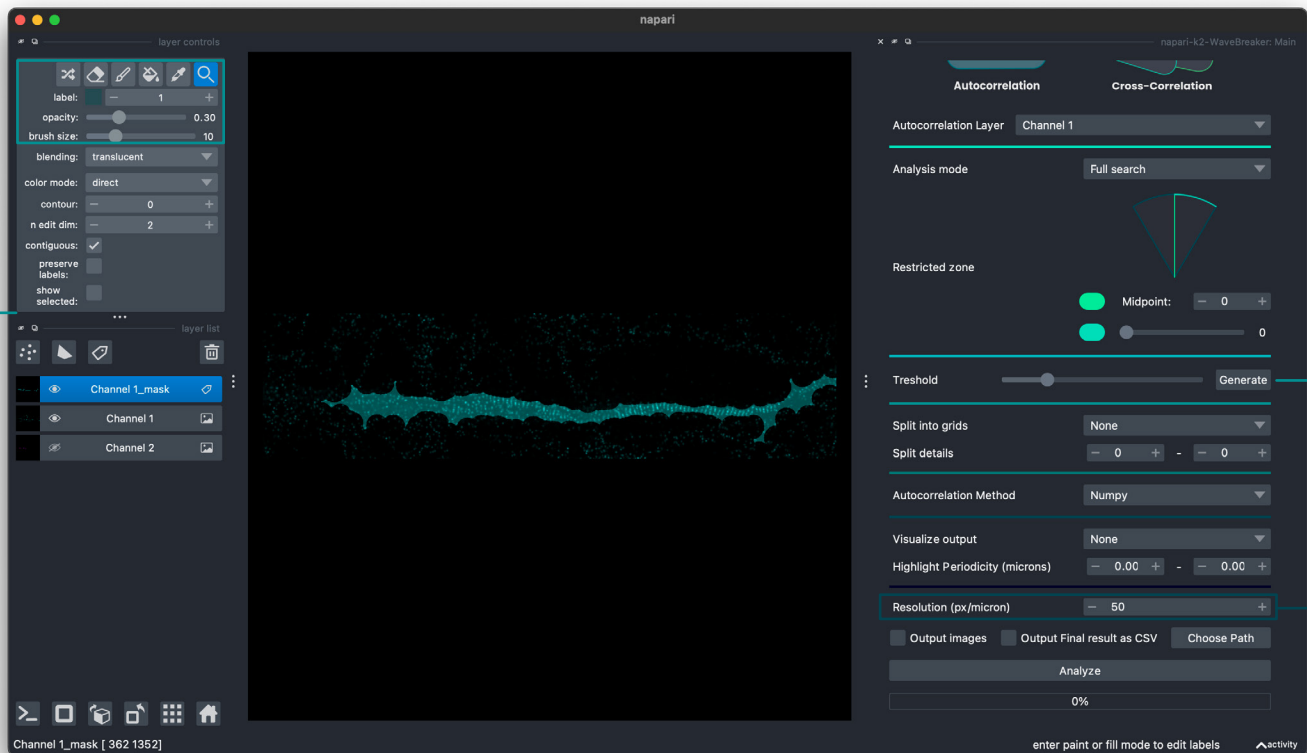 napari
layer controls
label: 1
opacity: 0.30
brush size: 10
blending: translucent
color mode: direct
contour: 0
n edit dim: 2
contiguous:
preserve
labels:
show
selected:
layer list
Channel 1_mask
Channel 1
Channel 2
Channel 1_mask [ 362 1352]
napari-k2-WaveBreaker: Main
Autocorrelation Cross-Correlation
Autocorrelation Layer Channel 1
Analysis mode Full search
Restricted zone
Midpoint: 0
0
Treshold Generate
Split into grids None
Split details 0 - 0
Autocorrelation Method Numpy
Visualize output None
Highlight Periodicity (microns) 0.00 - 0.00
Resolution (px/micron) 50
Output images Output Final result as CSV Choose Path
Analyze
0%
enter paint or fill mode to edit labels activity